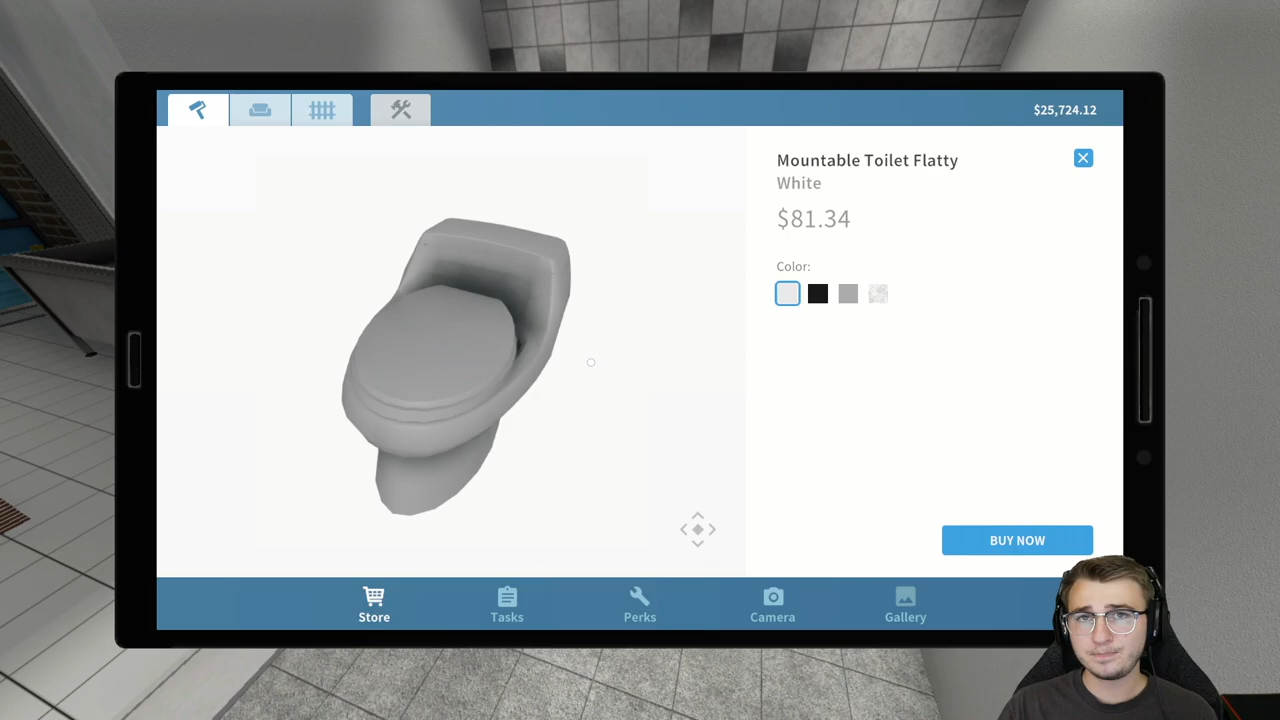 $25,724.12
Mountable Toilet Flatty
White
$81.34
Color:
BUY NOW
Store
Tasks
Perks
Camera
Gallery